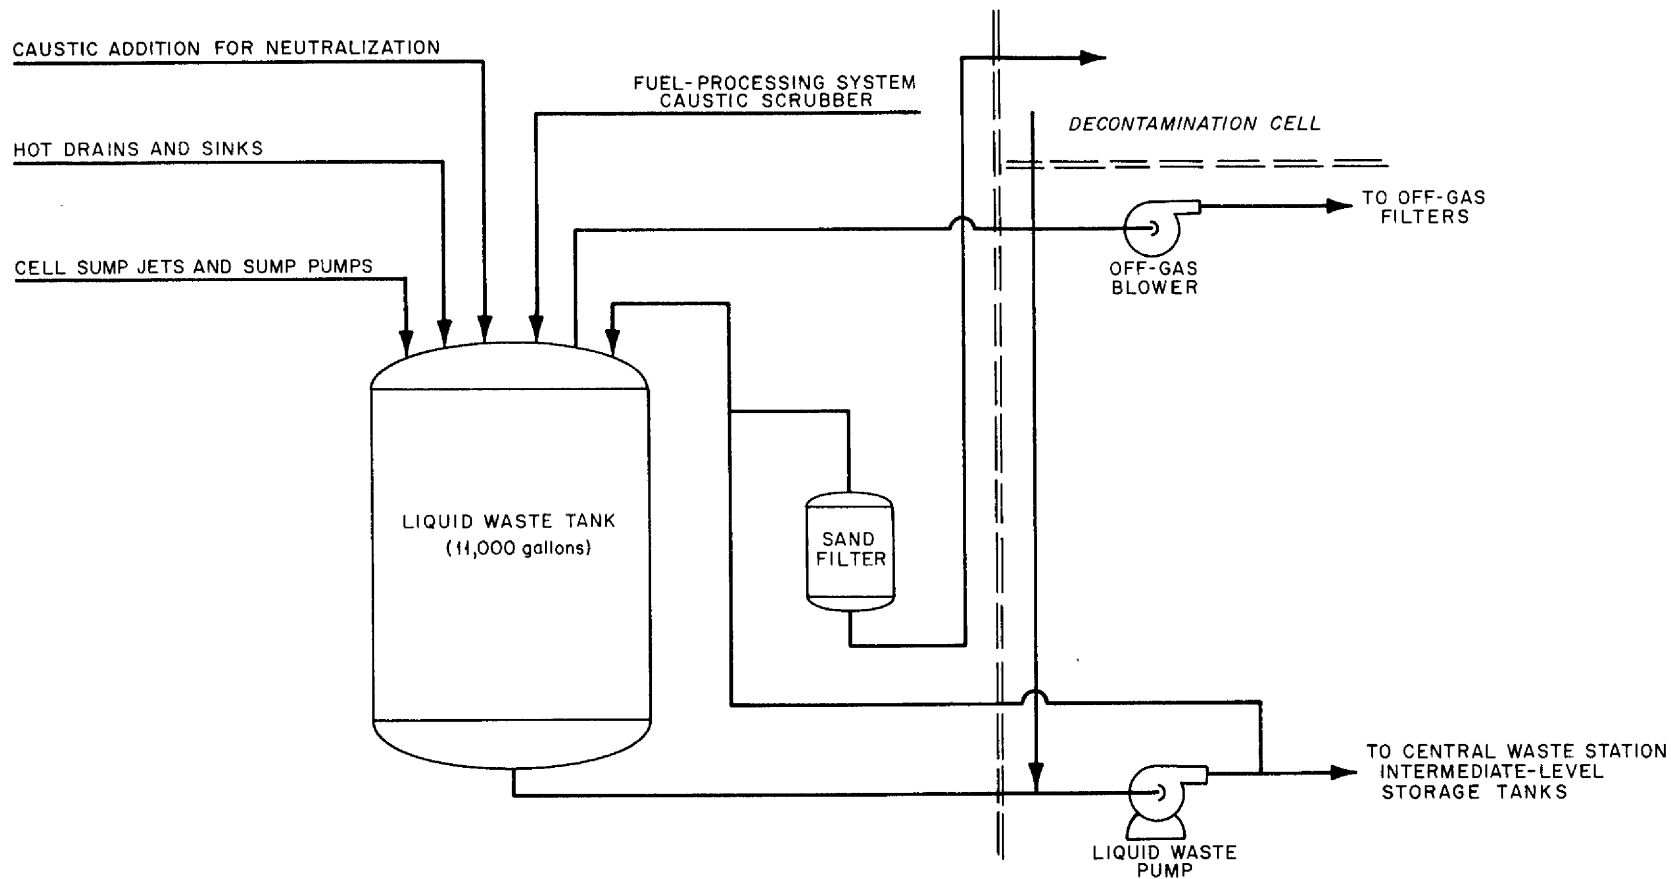 CAUSTIC ADDITION FOR NEUTRALIZATION
FUEL-PROCESSING SYSTEM
CAUSTIC SCRUBBER
DECONTAMINATION CELL
HOT DRAINS AND SINKS
TO OFF-GAS
FILTERS
CELL SUMP JETS AND SUMP PUMPS
OFF-GAS
BLOWER
LIQUID WASTE TANK
(11,000 gallons)
SAND
FILTER
TO CENTRAL WASTE STATION
INTERMEDIATE-LEVEL
STORAGE TANKS
LIQUID WASTE
PUMP